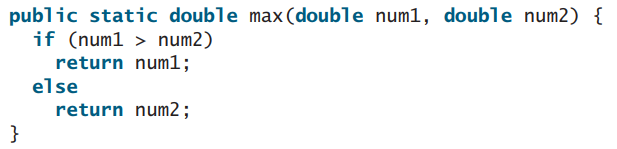 public static double max(double num1, double num2) {
  if (num1 > num2)
    return num1;
  else
    return num2;
}